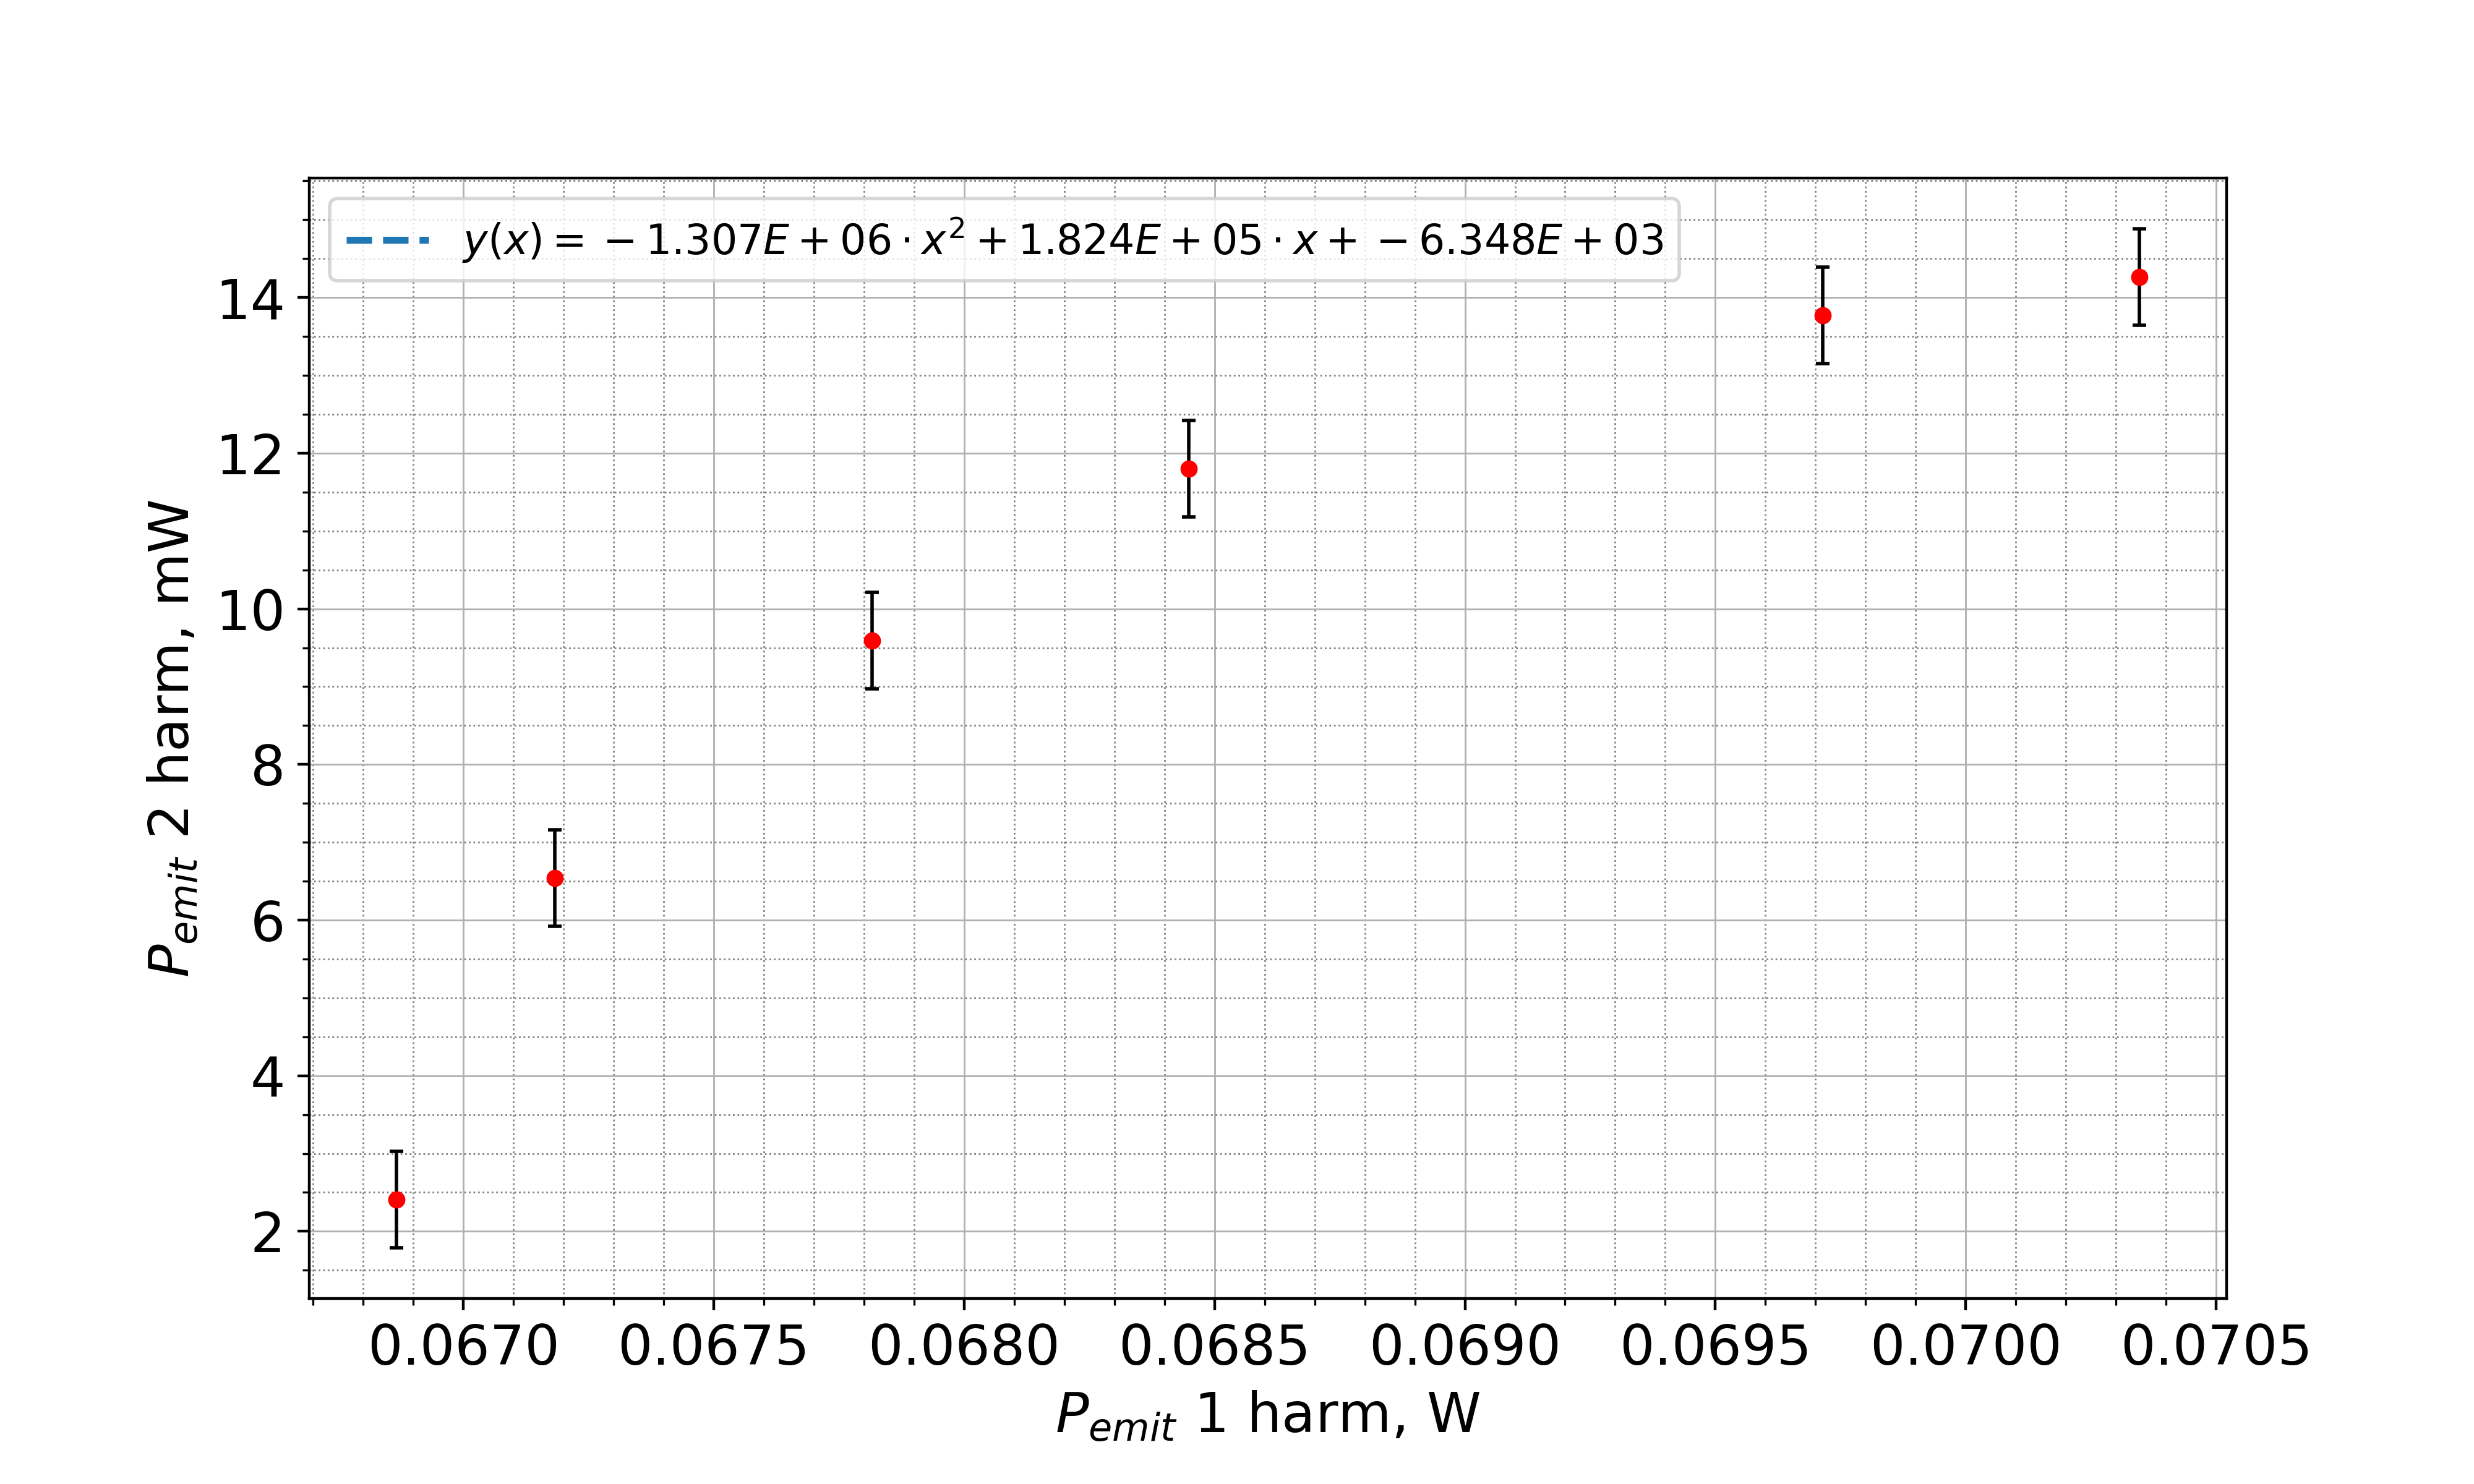 y(x) = −1.307E + 06 · x² + 1.824E + 05 · x + −6.348E + 03
14
12
10
8
6
4
2
P_emit 2 harm, mW
0.0670 0.0675 0.0680 0.0685 0.0690 0.0695 0.0700 0.0705
P_emit 1 harm, W